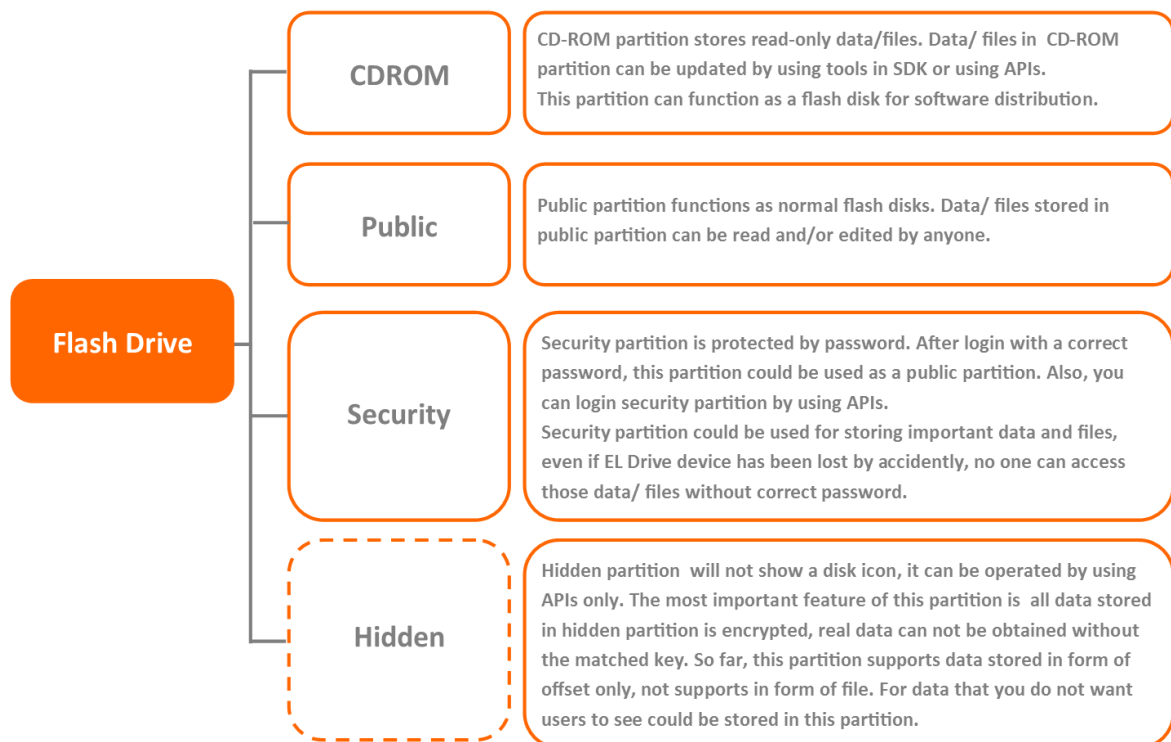 CDROM
CD-ROM partition stores read-only data/files. Data/ files in CD-ROM
partition can be updated by using tools in SDK or using APIs.
This partition can function as a flash disk for software distribution.
Public
Public partition functions as normal flash disks. Data/ files stored in
public partition can be read and/or edited by anyone.
Flash Drive
Security
Security partition is protected by password. After login with a correct
password, this partition could be used as a public partition. Also, you
can login security partition by using APIs.
Security partition could be used for storing important data and files,
even if EL Drive device has been lost by accidently, no one can access
those data/ files without correct password.
Hidden
Hidden partition will not show a disk icon, it can be operated by using
APIs only. The most important feature of this partition is all data stored
in hidden partition is encrypted, real data can not be obtained without
the matched key. So far, this partition supports data stored in form of
offset only, not supports in form of file. For data that you do not want
users to see could be stored in this partition.